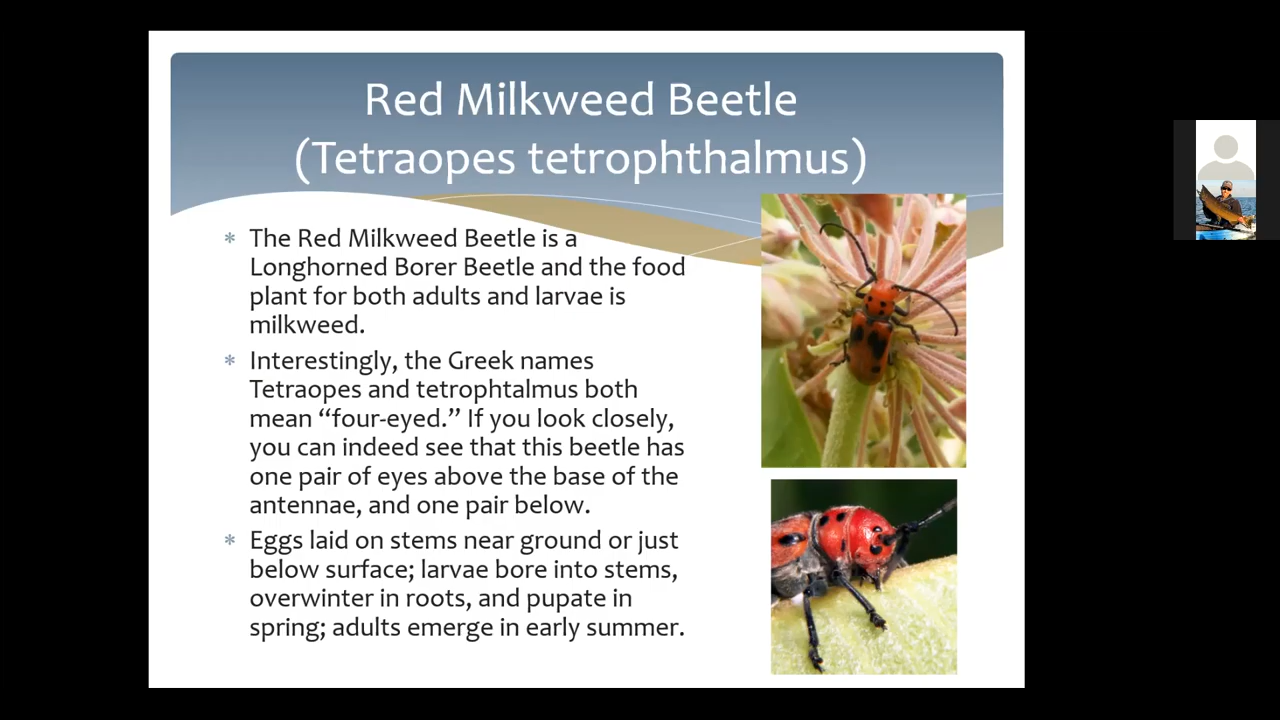 Red Milkweed Beetle
(Tetraopes tetrophthalmus)
* The Red Milkweed Beetle is a
Longhorned Borer Beetle and the food
plant for both adults and larvae is
milkweed.
* Interestingly, the Greek names
Tetraopes and tetrophtalmus both
mean “four-eyed.” If you look closely,
you can indeed see that this beetle has
one pair of eyes above the base of the
antennae, and one pair below.
* Eggs laid on stems near ground or just
below surface; larvae bore into stems,
overwinter in roots, and pupate in
spring; adults emerge in early summer.